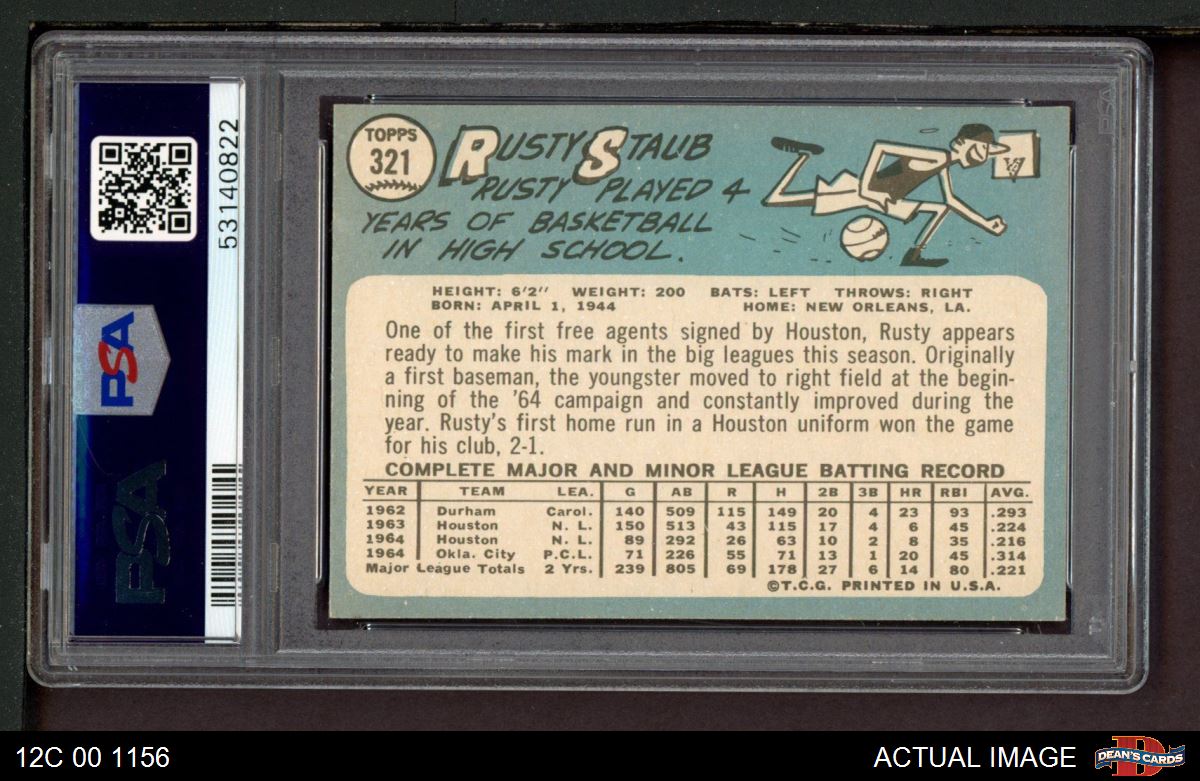 53140822
PSA
PSA
TOPPS
321
RUSTY STAUB
RUSTY PLAYED 4
YEARS OF BASKETBALL
IN HIGH SCHOOL.
HEIGHT: 6'2" WEIGHT: 200 BATS: LEFT THROWS: RIGHT
BORN: APRIL 1, 1944 HOME: NEW ORLEANS, LA.
One of the first free agents signed by Houston, Rusty appears
ready to make his mark in the big leagues this season. Originally
a first baseman, the youngster moved to right field at the begin-
ning of the '64 campaign and constantly improved during the
year. Rusty's first home run in a Houston uniform won the game
for his club, 2-1.
COMPLETE MAJOR AND MINOR LEAGUE BATTING RECORD
YEAR TEAM LEA. G AB R H 2B 3B HR RBI AVG.
1962 Durham Carol. 140 509 115 149 20 4 23 93 .293
1963 Houston N. L. 150 513 43 115 17 4 6 45 .224
1964 Houston N. L. 89 292 26 63 10 2 8 35 .216
1964 Okla. City P.C.L. 71 226 55 71 13 1 20 45 .314
Major League Totals 2 Yrs. 239 805 69 178 27 6 14 80 .221
©T.C.G. PRINTED IN U.S.A.
12C 00 1156
ACTUAL IMAGE
DEAN'S CARDS